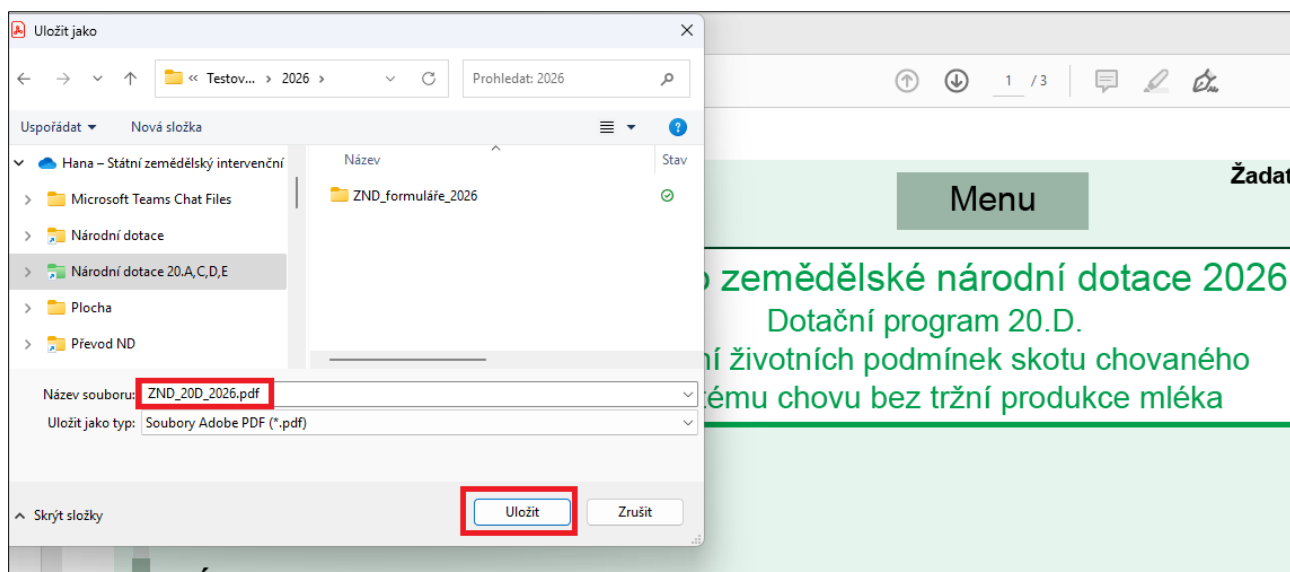 Uložit jako
« Testov... › 2026 ›
Prohledat: 2026
1 / 3
Uspořádat
Nová složka
?
Hana – Státní zemědělský intervenční
Microsoft Teams Chat Files
Národní dotace
Národní dotace 20.A,C,D,E
Plocha
Převod ND
Název
Stav
ZND_formuláře_2026
Název souboru: ZND_20D_2026.pdf
Uložit jako typ: Soubory Adobe PDF (*.pdf)
Skrýt složky
Uložit
Zrušit
Menu
Žadat
o zemědělské národní dotace 2026
Dotační program 20.D.
ní životních podmínek skotu chovaného
tému chovu bez tržní produkce mléka